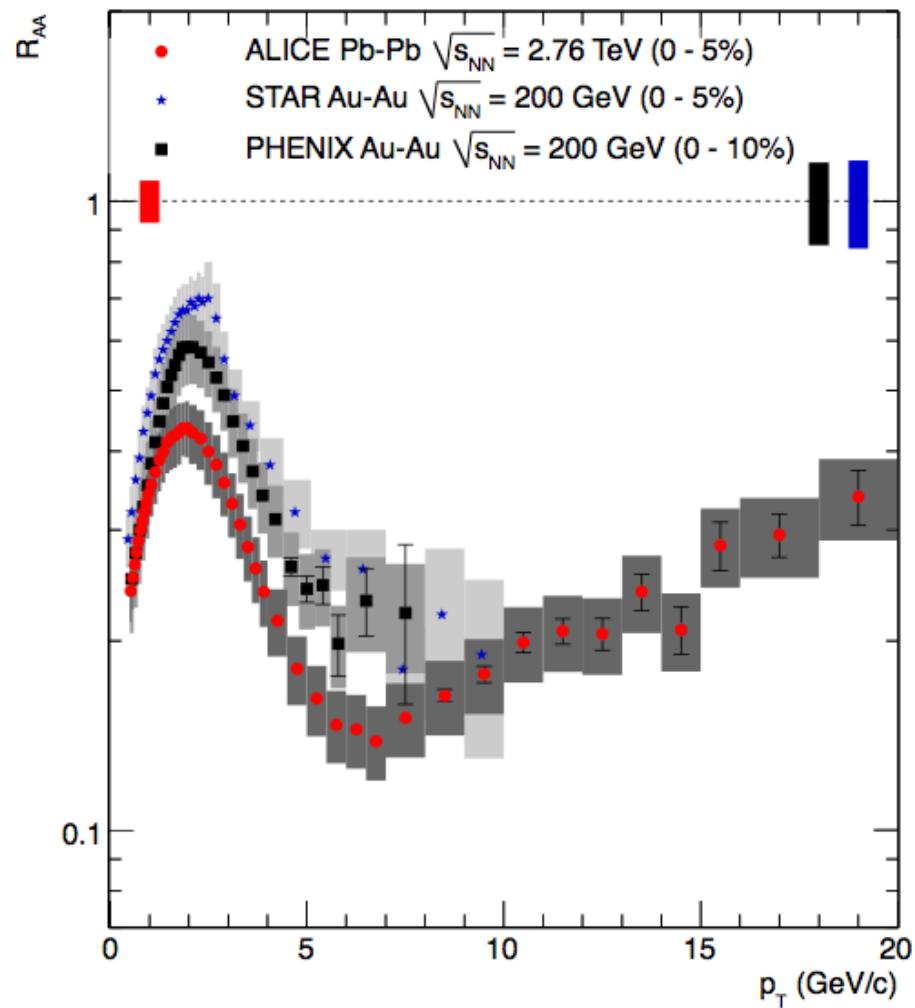 R_AA
ALICE Pb-Pb √s_NN = 2.76 TeV (0 - 5%)
STAR Au-Au √s_NN = 200 GeV (0 - 5%)
PHENIX Au-Au √s_NN = 200 GeV (0 - 10%)
1
0.1
0 5 10 15 20
p_T (GeV/c)